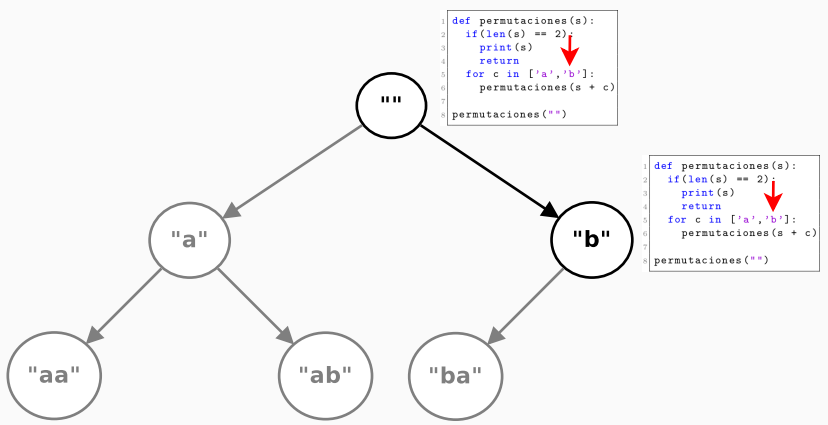 1 def permutaciones(s):
2   if(len(s) == 2):
3     print(s)
4     return
5   for c in ['a','b']:
6     permutaciones(s + c)
7
8 permutaciones("")
""
1 def permutaciones(s):
2   if(len(s) == 2):
3     print(s)
4     return
5   for c in ['a','b']:
6     permutaciones(s + c)
7
8 permutaciones("")
"a"
"b"
"aa"
"ab"
"ba"